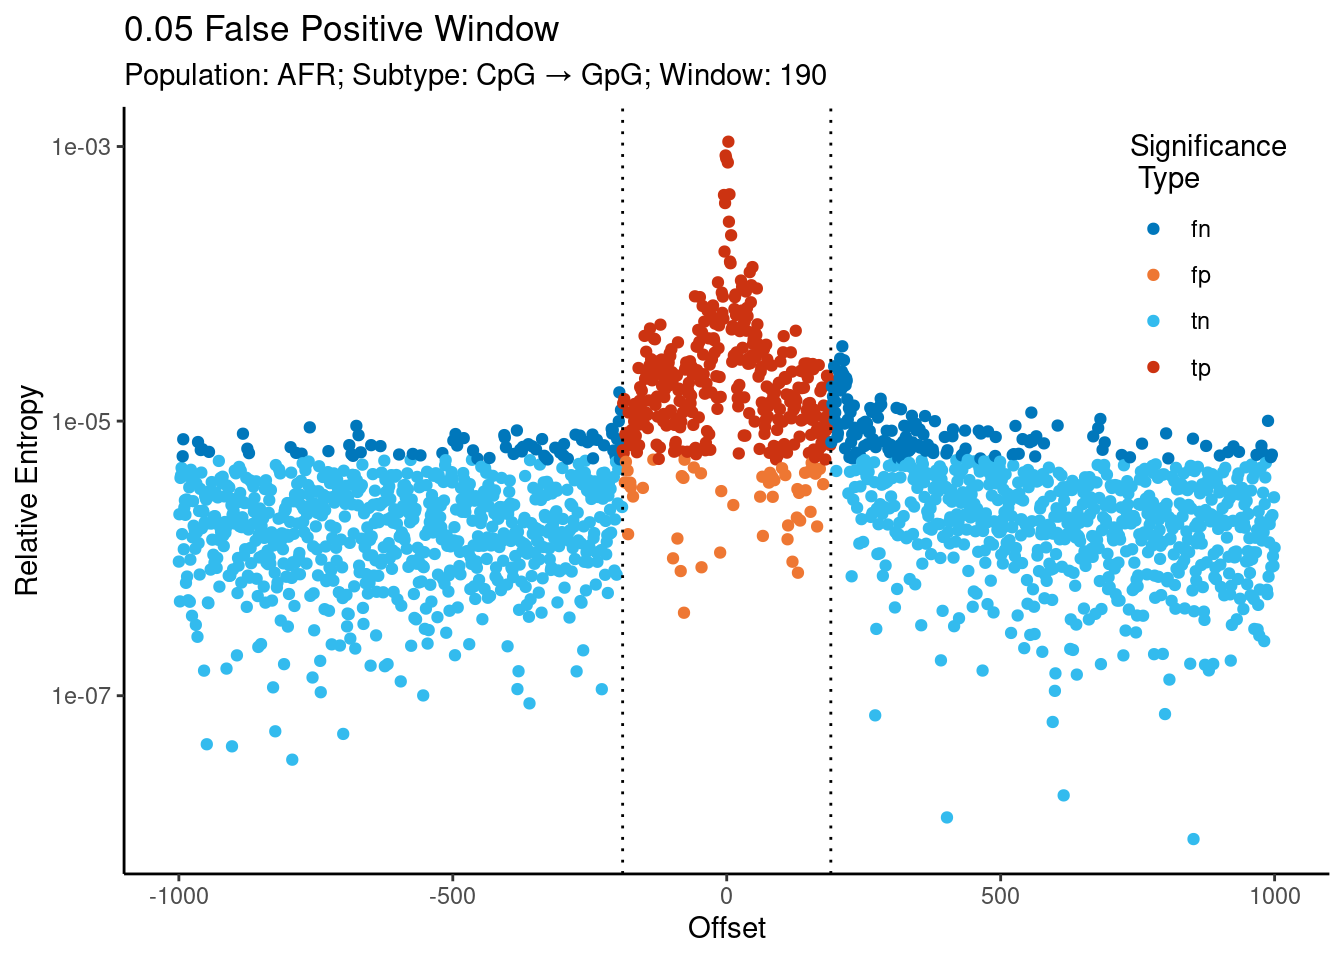 0.05 False Positive Window
Population: AFR; Subtype: CpG → GpG; Window: 190
Significance
Type
fn
fp
tn
tp
Relative Entropy
1e-03
1e-05
1e-07
-1000
-500
0
500
1000
Offset